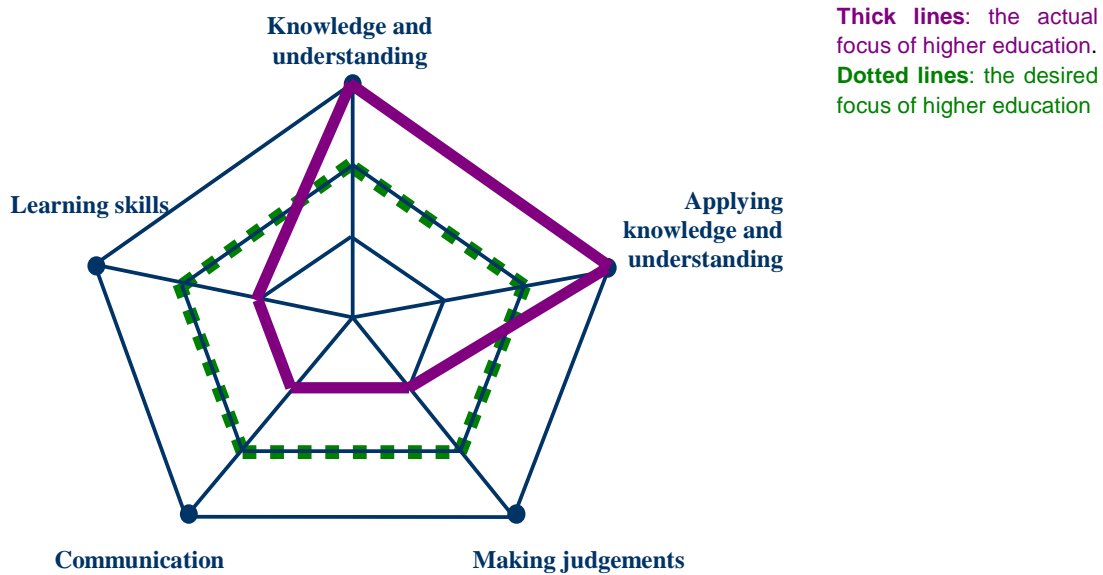 Knowledge and
understanding
Thick lines: the actual
focus of higher education.
Dotted lines: the desired
focus of higher education
Learning skills
Applying
knowledge and
understanding
Communication
Making judgements